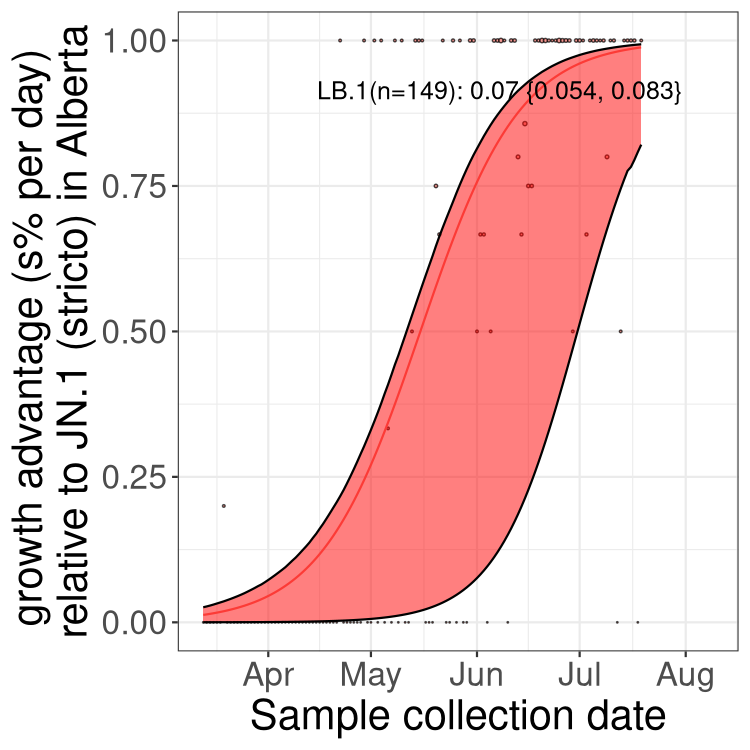 growth advantage (s% per day)
relative to JN.1 (stricto) in Alberta
1.00
0.75
0.50
0.25
0.00
LB.1(n=149): 0.07 {0.054, 0.083}
Apr May Jun Jul Aug
Sample collection date